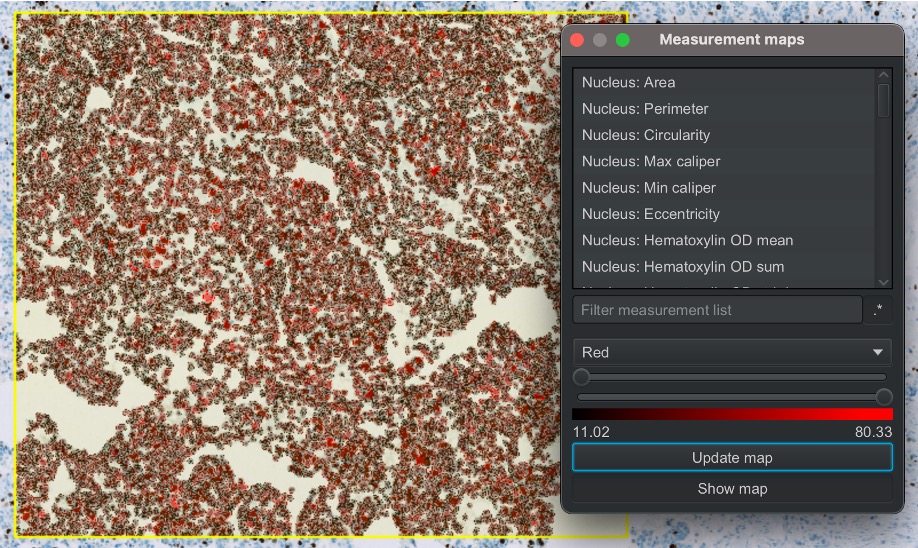 Measurement maps
Nucleus: Area
Nucleus: Perimeter
Nucleus: Circularity
Nucleus: Max caliper
Nucleus: Min caliper
Nucleus: Eccentricity
Nucleus: Hematoxylin OD mean
Nucleus: Hematoxylin OD sum
Filter measurement list .*
Red
11.02 80.33
Update map
Show map